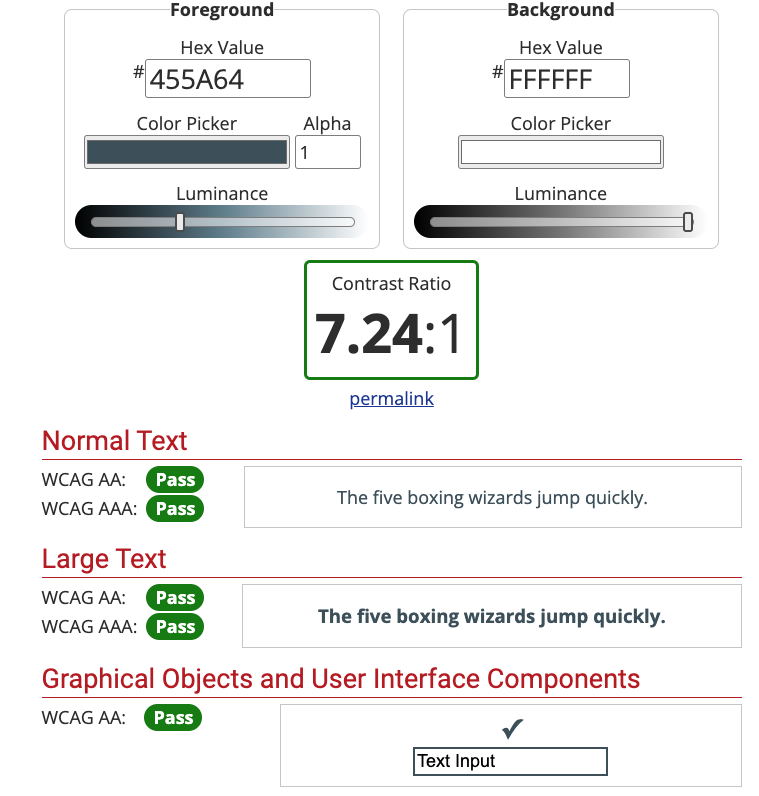 Foreground
Hex Value
# 455A64
Color Picker Alpha
1
Luminance
Background
Hex Value
# FFFFFF
Color Picker
Luminance
Contrast Ratio
7.24:1
permalink
Normal Text
WCAG AA: Pass
WCAG AAA: Pass
The five boxing wizards jump quickly.
Large Text
WCAG AA: Pass
WCAG AAA: Pass
The five boxing wizards jump quickly.
Graphical Objects and User Interface Components
WCAG AA: Pass
✔
Text Input